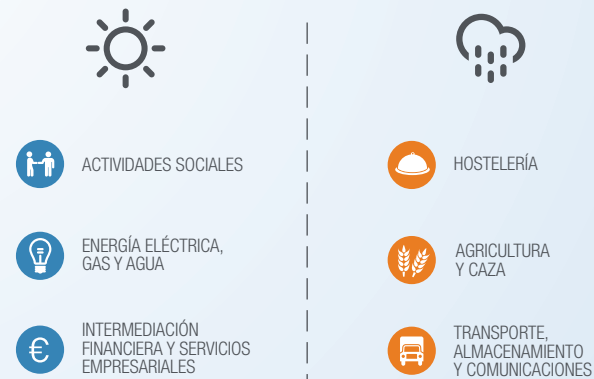 ACTIVIDADES SOCIALES
ENERGÍA ELÉCTRICA,
GAS Y AGUA
€
INTERMEDIACIÓN
FINANCIERA Y SERVICIOS
EMPRESARIALES
HOSTELERÍA
AGRICULTURA
Y CAZA
TRANSPORTE,
ALMACENAMIENTO
Y COMUNICACIONES